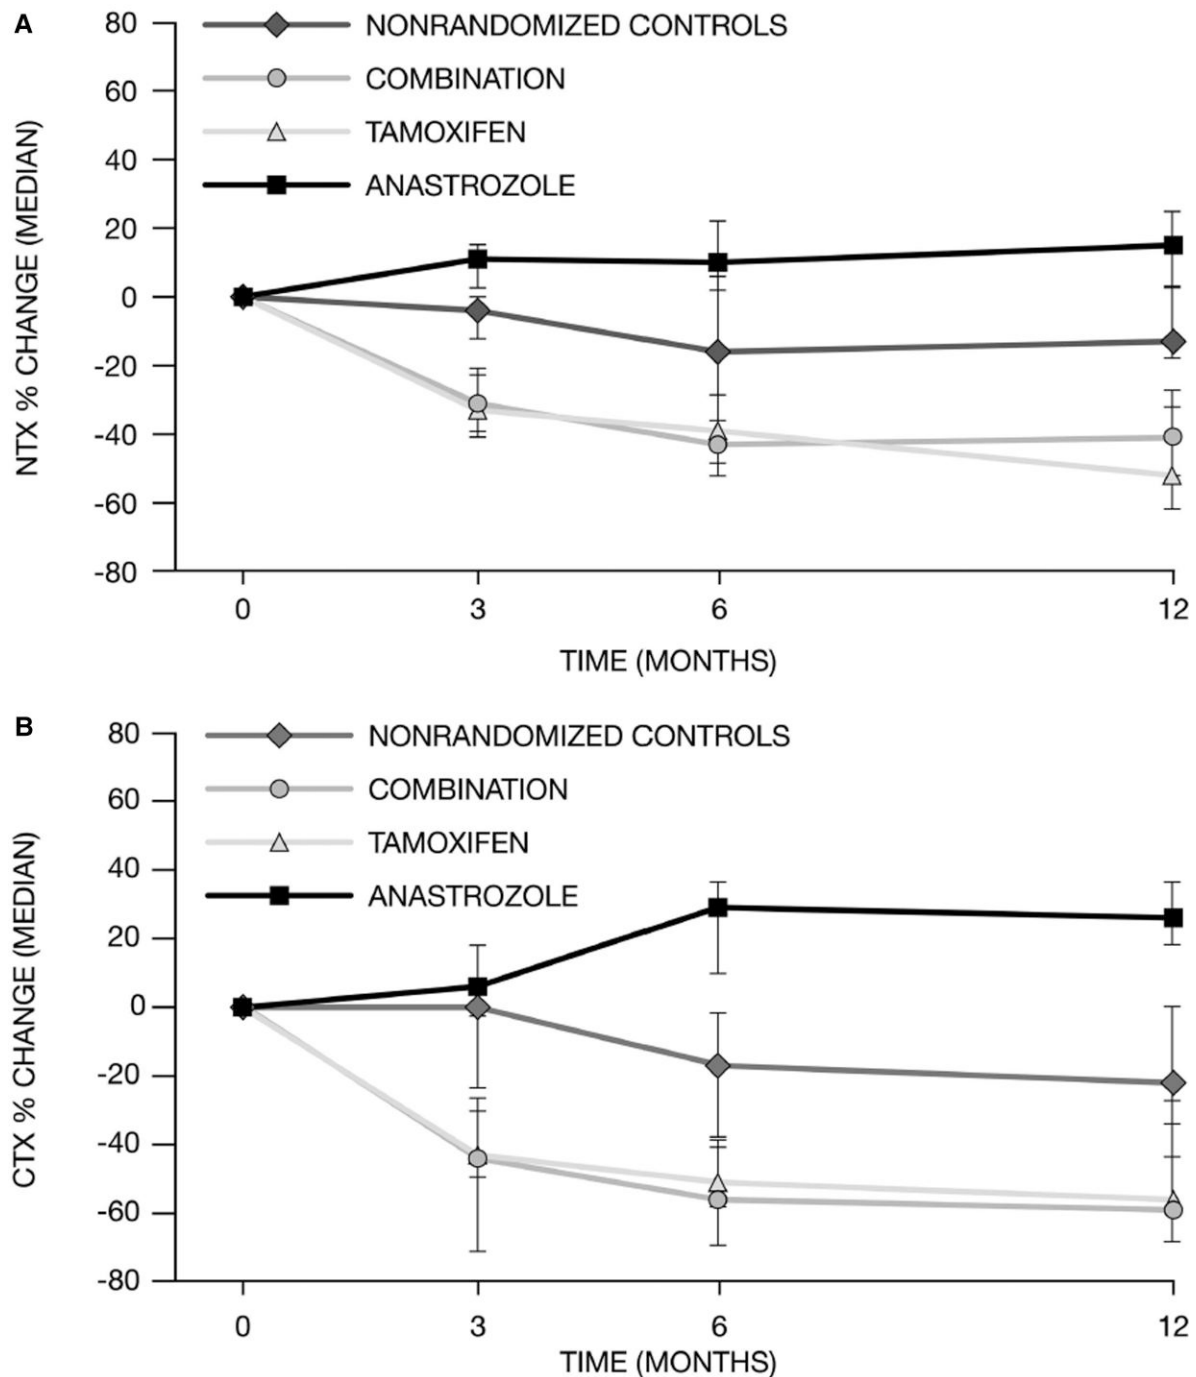 A
80
NONRANDOMIZED CONTROLS
60
COMBINATION
40
TAMOXIFEN
20
ANASTROZOLE
0
-20
-40
-60
-80
NTX % CHANGE (MEDIAN)
0 3 6 12
TIME (MONTHS)
B
80
NONRANDOMIZED CONTROLS
60
COMBINATION
40
TAMOXIFEN
20
ANASTROZOLE
0
-20
-40
-60
-80
CTX % CHANGE (MEDIAN)
0 3 6 12
TIME (MONTHS)